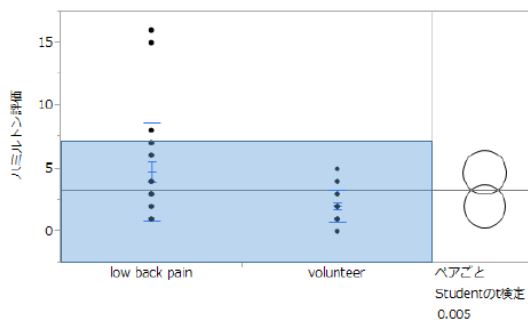 ハミルトン評価
15
10
5
0
low back pain
volunteer
ペアごと
Studentのt検定
0.005